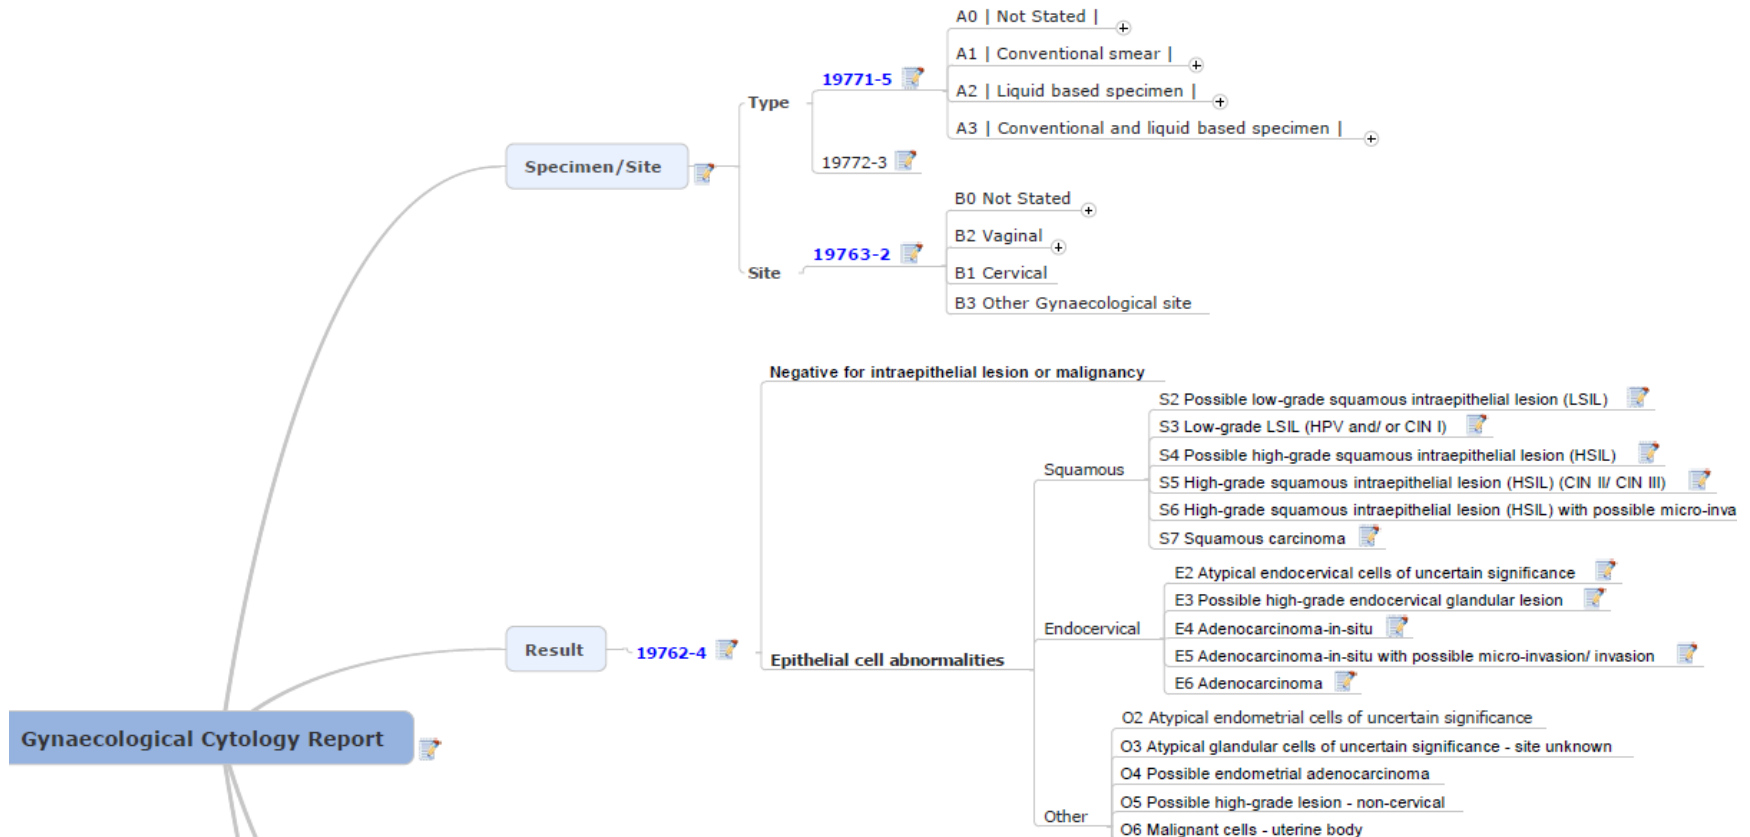 A0 | Not Stated |
A1 | Conventional smear |
19771-5
A2 | Liquid based specimen |
Type
A3 | Conventional and liquid based specimen |
19772-3
Specimen/Site
B0 Not Stated
B2 Vaginal
19763-2
Site
B1 Cervical
B3 Other Gynaecological site
Negative for intraepithelial lesion or malignancy
S2 Possible low-grade squamous intraepithelial lesion (LSIL)
S3 Low-grade LSIL (HPV and/ or CIN I)
S4 Possible high-grade squamous intraepithelial lesion (HSIL)
Squamous
S5 High-grade squamous intraepithelial lesion (HSIL) (CIN II/ CIN III)
S6 High-grade squamous intraepithelial lesion (HSIL) with possible micro-inva
S7 Squamous carcinoma
E2 Atypical endocervical cells of uncertain significance
E3 Possible high-grade endocervical glandular lesion
Endocervical
E4 Adenocarcinoma-in-situ
Result
19762-4
Epithelial cell abnormalities
E5 Adenocarcinoma-in-situ with possible micro-invasion/ invasion
E6 Adenocarcinoma
Gynaecological Cytology Report
O2 Atypical endometrial cells of uncertain significance
O3 Atypical glandular cells of uncertain significance - site unknown
O4 Possible endometrial adenocarcinoma
O5 Possible high-grade lesion - non-cervical
Other
O6 Malignant cells - uterine body